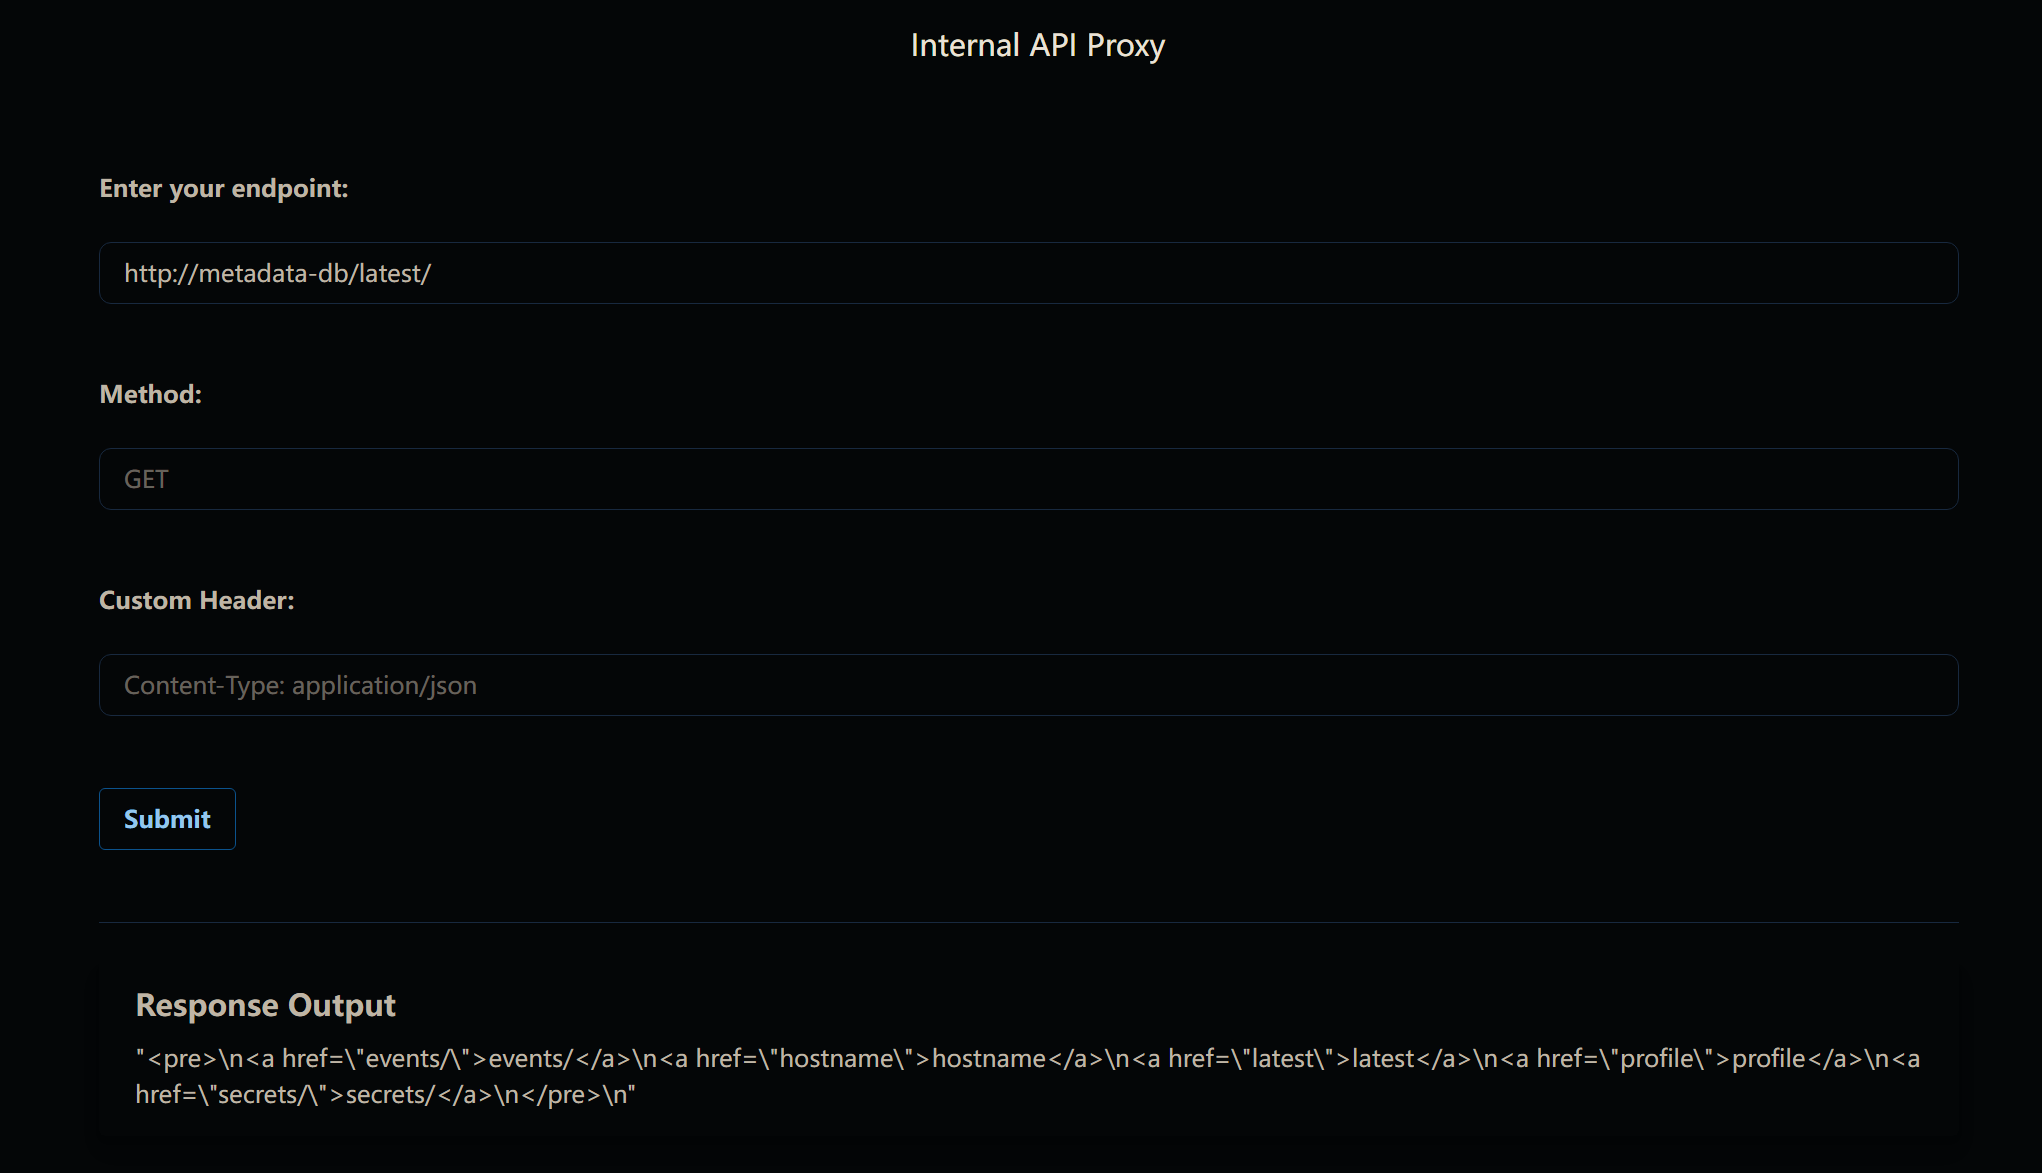 Internal API Proxy
Enter your endpoint:
http://metadata-db/latest/
Method:
GET
Custom Header:
Content-Type: application/json
Submit
Response Output
"<pre>\n<a href=\"events/\">events/</a>\n<a href=\"hostname\">hostname</a>\n<a href=\"latest\">latest</a>\n<a href=\"profile\">profile</a>\n<a
href=\"secrets/\">secrets/</a>\n</pre>\n"